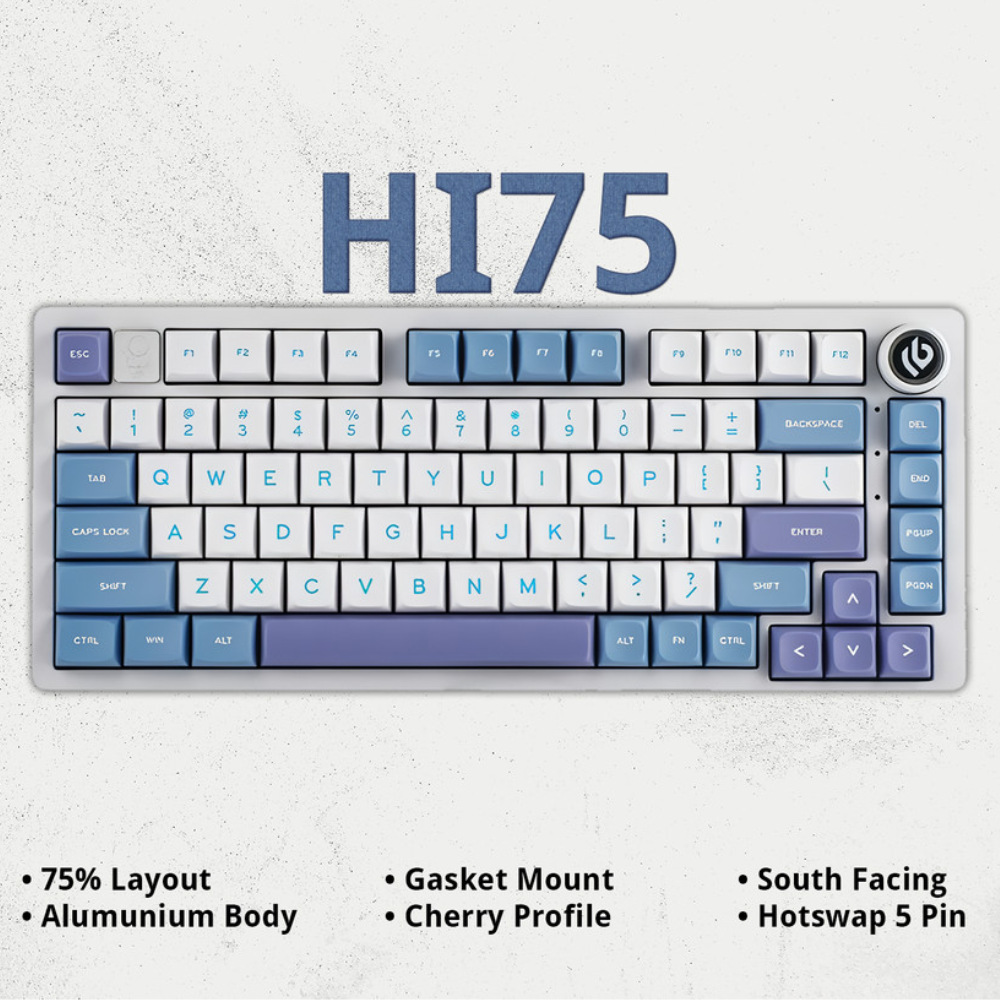 HI75
ESC F1 F2 F3 F4 F5 F6 F7 F8 F9 F10 F11 F12
~ ! @ # $ % ^ & * ( ) — +
` 1 2 3 4 5 6 7 8 9 0 - = BACKSPACE DEL
TAB Q W E R T Y U I O P { [ } ] | \ END
CAPS LOCK A S D F G H J K L : ; " ' ENTER PGUP
SHIFT Z X C V B N M < , > . ? / SHIFT ^ PGDN
CTRL WIN ALT ALT FN CTRL < v >
• 75% Layout
• Alumunium Body
• Gasket Mount
• Cherry Profile
• South Facing
• Hotswap 5 Pin